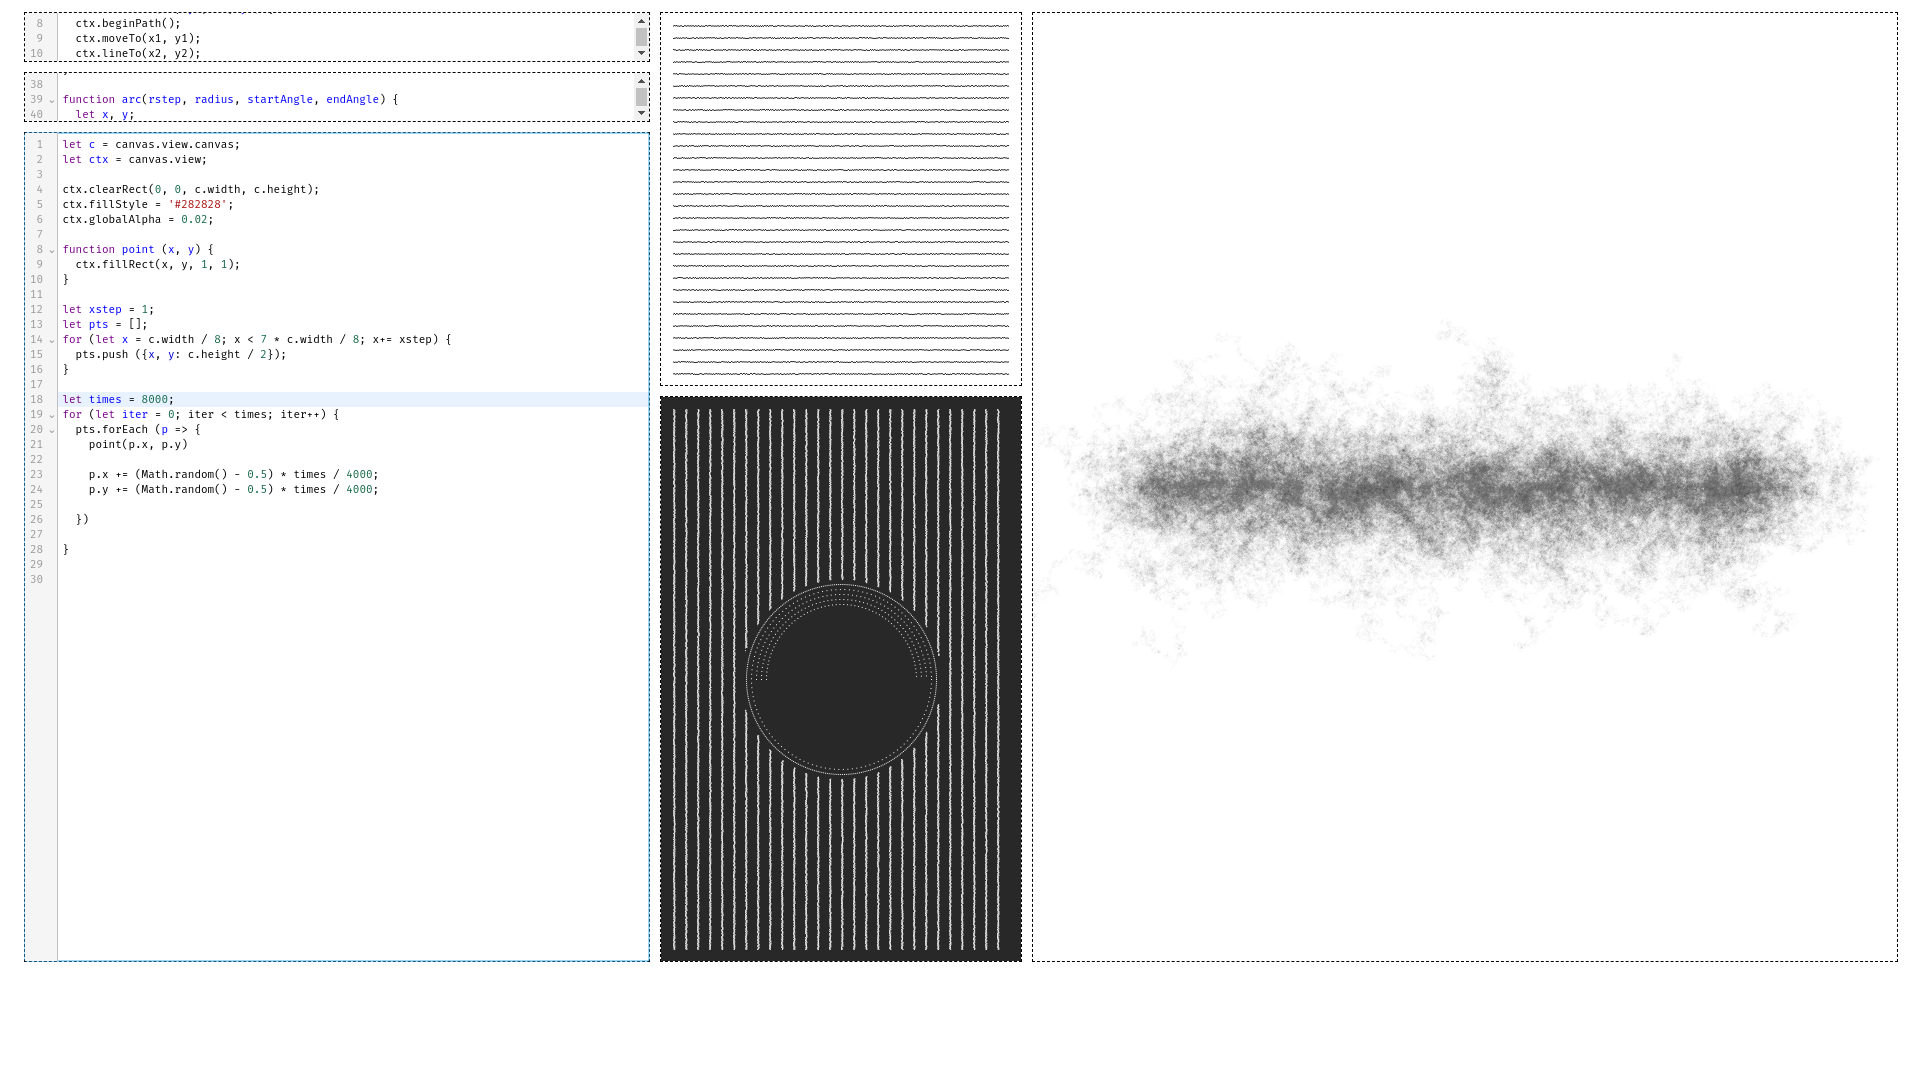 8 ctx.beginPath();
9 ctx.moveTo(x1, y1);
10 ctx.lineTo(x2, y2);
38
39 function arc(rstep, radius, startAngle, endAngle) {
40 let x, y;
1 let c = canvas.view.canvas;
2 let ctx = canvas.view;
3
4 ctx.clearRect(0, 0, c.width, c.height);
5 ctx.fillStyle = '#282828';
6 ctx.globalAlpha = 0.02;
7
8 function point (x, y) {
9 ctx.fillRect(x, y, 1, 1);
10 }
11
12 let xstep = 1;
13 let pts = [];
14 for (let x = c.width / 8; x < 7 * c.width / 8; x+= xstep) {
15 pts.push ({x, y: c.height / 2});
16 }
17
18 let times = 8000;
19 for (let iter = 0; iter < times; iter++) {
20 pts.forEach (p => {
21 point(p.x, p.y)
22
23 p.x += (Math.random() - 0.5) * times / 4000;
24 p.y += (Math.random() - 0.5) * times / 4000;
25
26 })
27
28 }
29
30